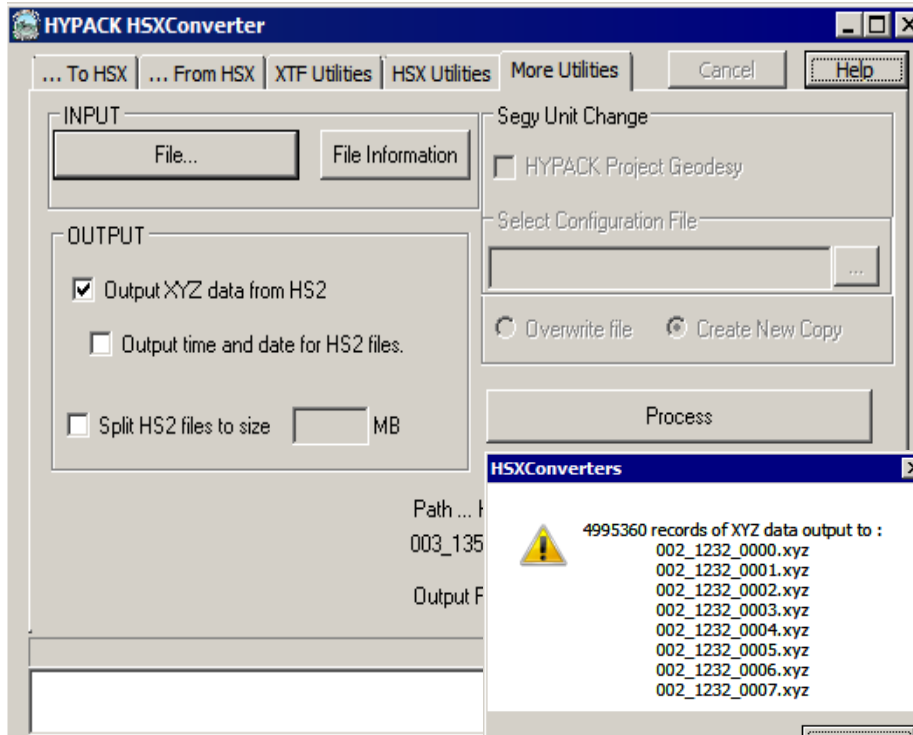 HYPACK HSXConverter
... To HSX
... From HSX
XTF Utilities
HSX Utilities
More Utilities
Cancel
Help
INPUT
File...
File Information
Segy Unit Change
HYPACK Project Geodesy
Select Configuration File
...
OUTPUT
Output XYZ data from HS2
Output time and date for HS2 files.
Split HS2 files to size
MB
Overwrite file
Create New Copy
Process
Path ...
003_135
Output
HSXConverters
4995360 records of XYZ data output to :
002_1232_0000.xyz
002_1232_0001.xyz
002_1232_0002.xyz
002_1232_0003.xyz
002_1232_0004.xyz
002_1232_0005.xyz
002_1232_0006.xyz
002_1232_0007.xyz